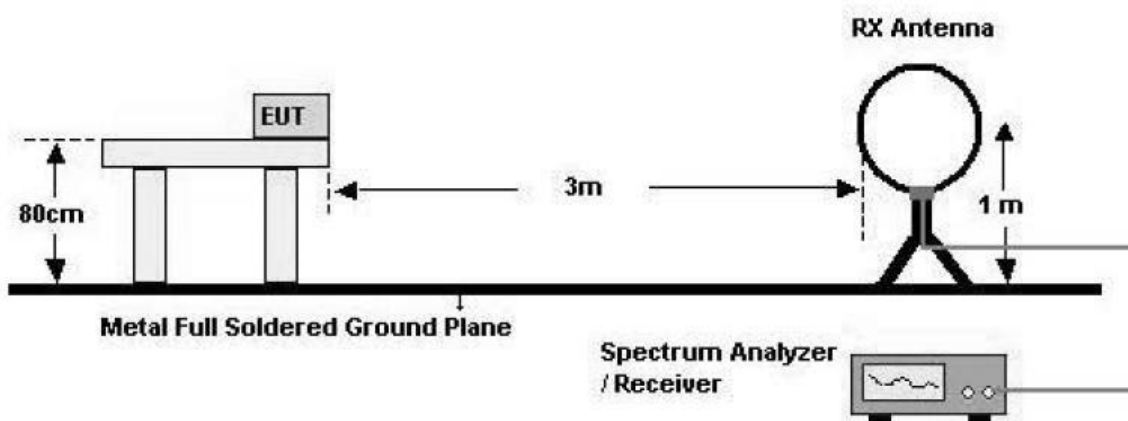 RX Antenna
EUT
80cm
3m
1 m
Metal Full Soldered Ground Plane
Spectrum Analyzer
/ Receiver